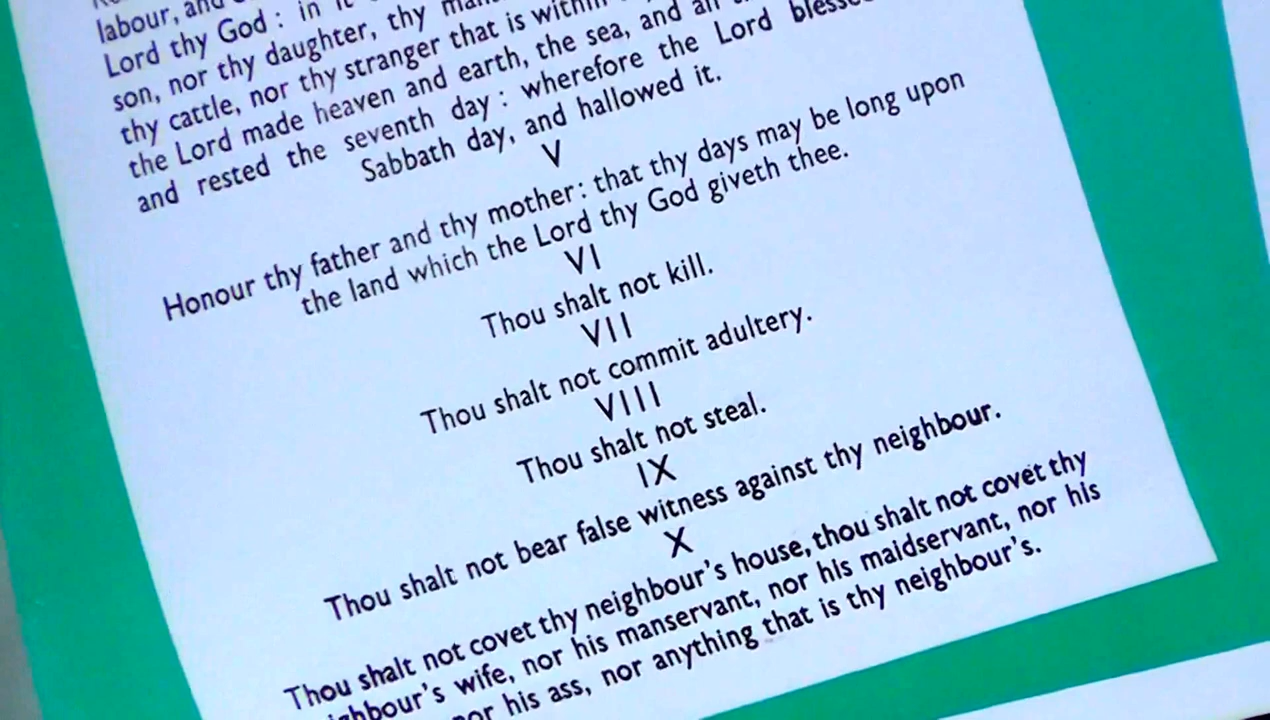 labour, and
Lord thy God : in it
son, nor thy daughter, thy
thy cattle, nor thy stranger that is within
the Lord made heaven and earth, the sea, and all
and rested the seventh day : wherefore the Lord
Sabbath day, and hallowed it.
V
Honour thy father and thy mother: that thy days may be long upon
the land which the Lord thy God giveth thee.
VI
Thou shalt not kill.
VII
Thou shalt not commit adultery.
VIII
Thou shalt not steal.
IX
Thou shalt not bear false witness against thy neighbour.
X
Thou shalt not covet thy neighbour's house, thou shalt not covet thy
wife, nor his manservant, nor his maidservant, nor his
nor his ass, nor anything that is thy neighbour's.